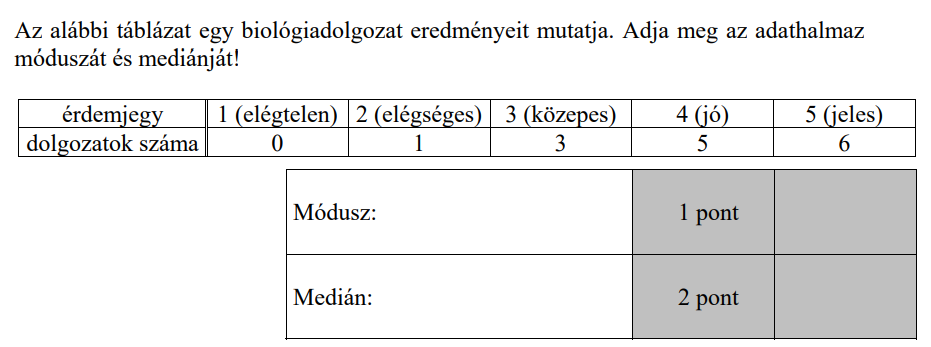 Az alábbi táblázat egy biológiadolgozat eredményeit mutatja. Adja meg az adathalmaz
móduszát és mediánját!
érdemjegy 1 (elégtelen) 2 (elégséges) 3 (közepes) 4 (jó) 5 (jeles)
dolgozatok száma 0 1 3 5 6
Módusz: 1 pont
Medián: 2 pont